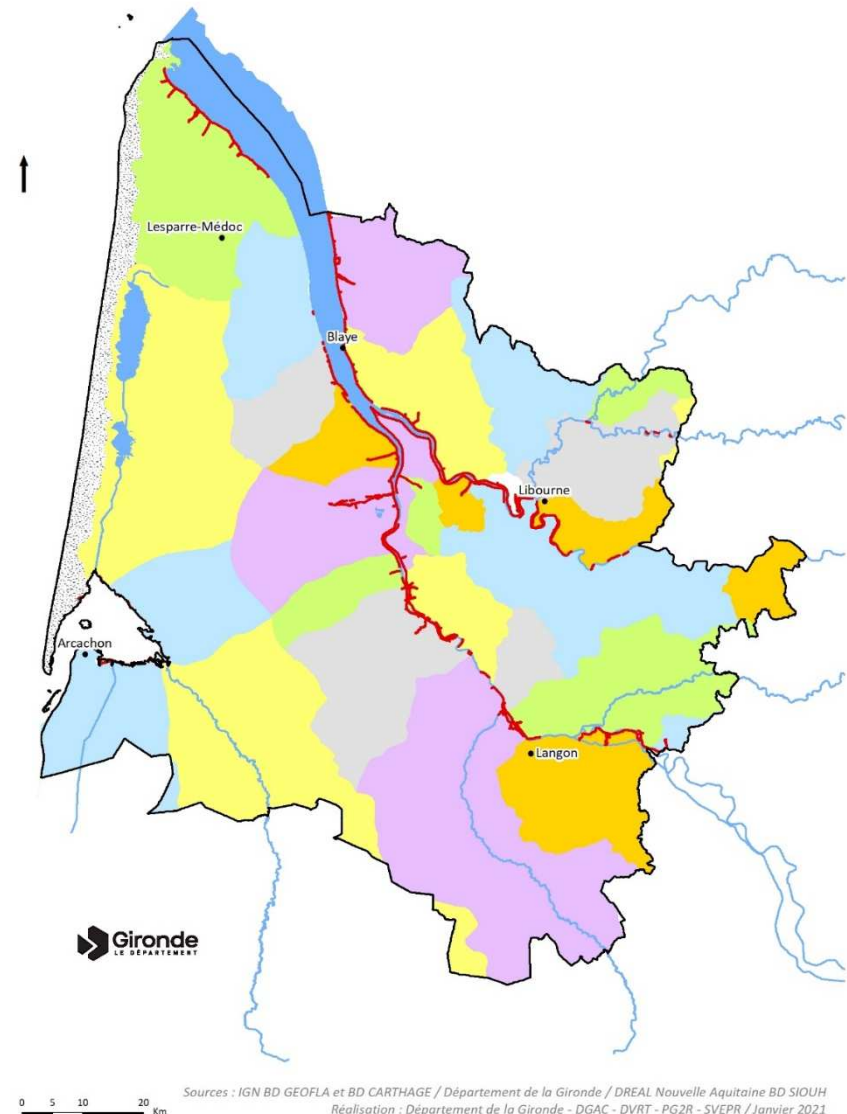 Lesparre-Médoc
Blaye
Libourne
Arcachon
Langon
Gironde
LE DÉPARTEMENT
Sources : IGN BD GEOFLA et BD CARTHAGE / Département de la Gironde / DREAL Nouvelle Aquitaine BD SIOUH
0 5 10 20 Km
Réalisation : Département de la Gironde - DGAC - DVRT - PG2R - SVEPR / Janvier 2021